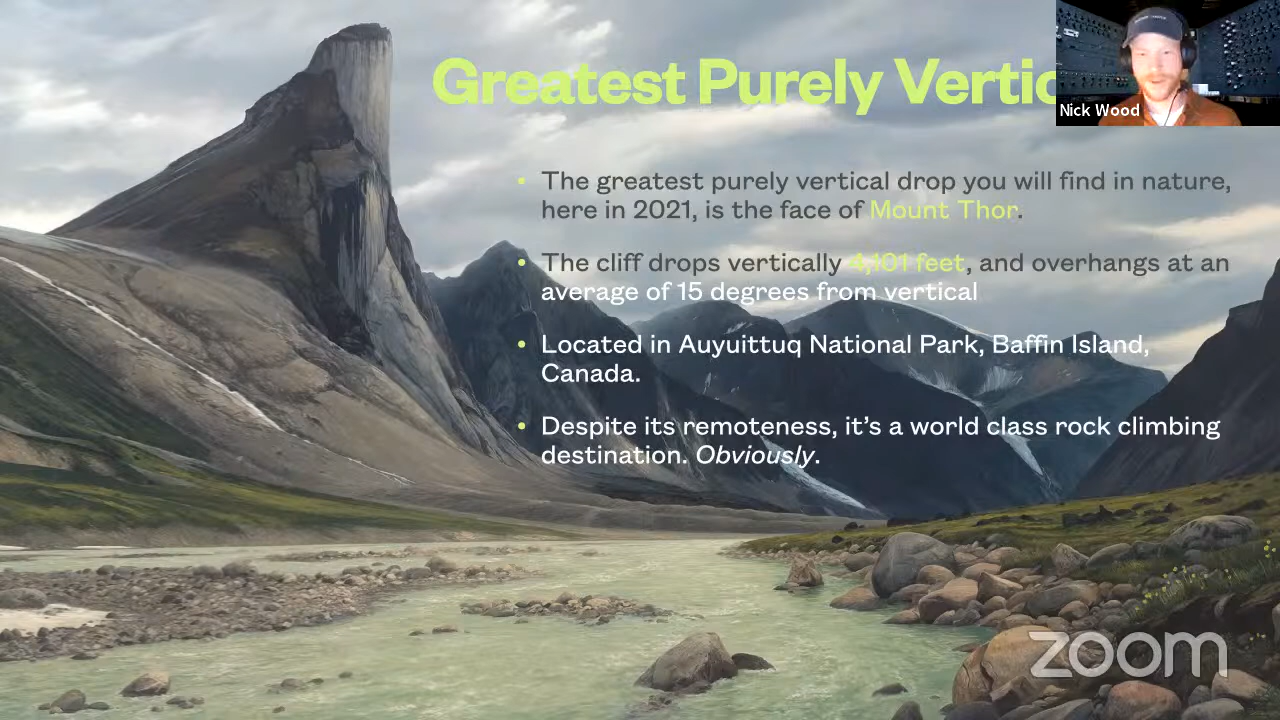 Greatest Purely Vertic
Nick Wood
The greatest purely vertical drop you will find in nature,
here in 2021, is the face of Mount Thor.
The cliff drops vertically 4,101 feet, and overhangs at an
average of 15 degrees from vertical
Located in Auyuittuq National Park, Baffin Island,
Canada.
Despite its remoteness, it’s a world class rock climbing
destination. Obviously.
zoom